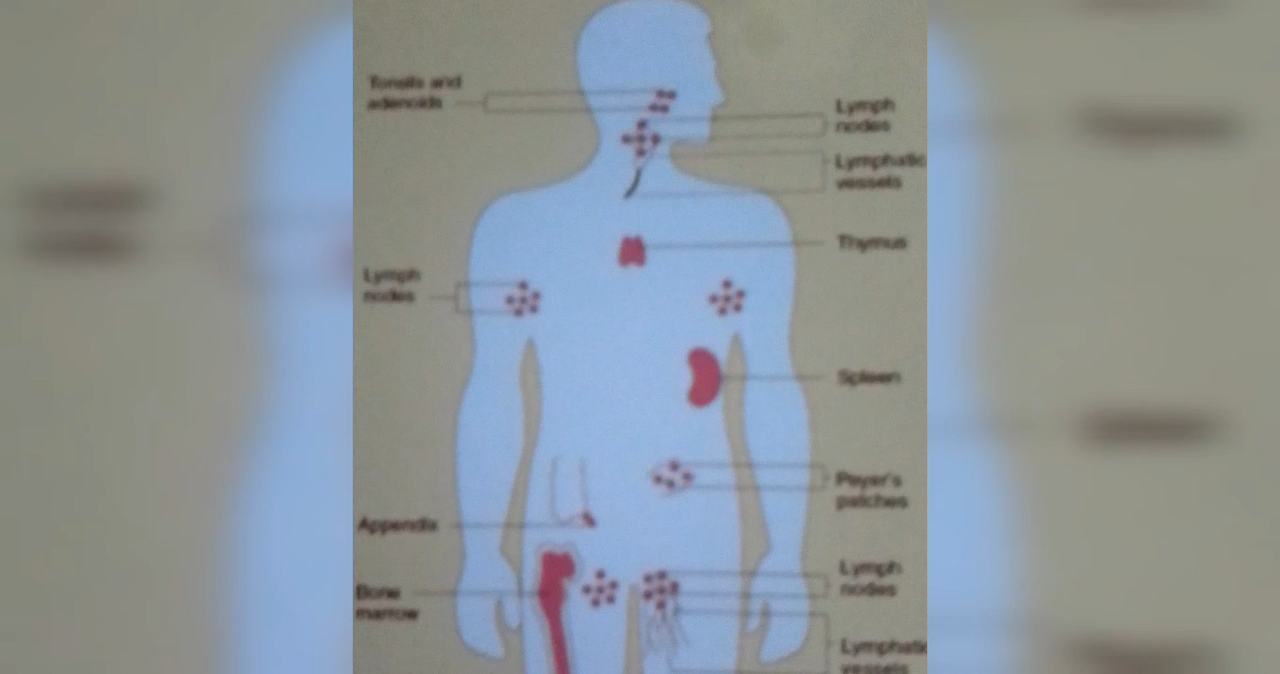 Tonsils and
adenoids
Lymph
nodes
Lymphatic
vessels
Thymus
Lymph
nodes
Spleen
Peyer's
patches
Appendix
Lymph
nodes
Bone
marrow
Lymphatic
vessels